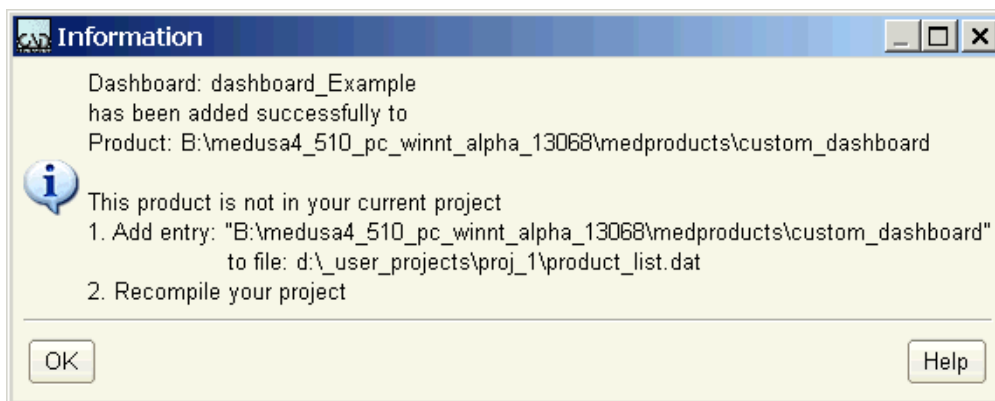 CAD Information
Dashboard: dashboard_Example
has been added successfully to
Product: B:\medusa4_510_pc_winnt_alpha_13068\medproducts\custom_dashboard
This product is not in your current project
1. Add entry: "B:\medusa4_510_pc_winnt_alpha_13068\medproducts\custom_dashboard"
to file: d:\_user_projects\proj_1\product_list.dat
2. Recompile your project
OK Help